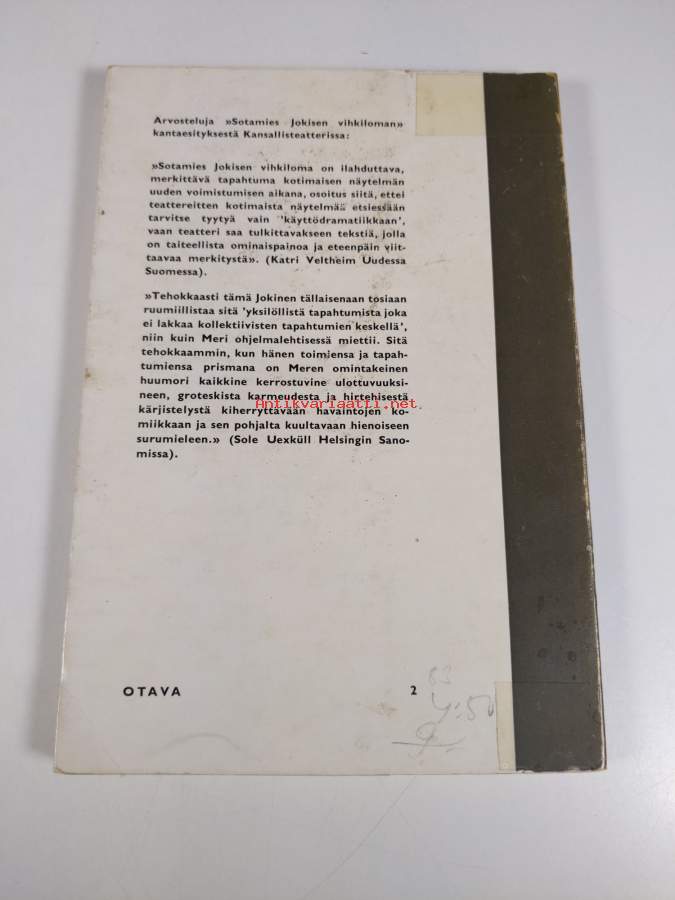 Arvosteluja »Sotamies Jokisen vihkiloman»
kantaesityksestä Kansallisteatterissa:
»Sotamies Jokisen vihkiloma on ilahduttava,
merkittävä tapahtuma kotimaisen näytelmän
uuden voimistumisen aikana, osoitus siitä, ettei
teattereitten kotimaista näytelmää etsiessään
tarvitse tyytyä vain 'käyttödramatiikkaan',
vaan teatteri saa tulkittavakseen tekstiä, jolla
on taiteellista ominaispainoa ja eteenpäin viit-
taavaa merkitystä». (Katri Veltheim Uudessa
Suomessa).
»Tehokkaasti tämä Jokinen tällaisenaan tosiaan
ruumiillistaa sitä 'yksilöllistä tapahtumista joka
ei lakkaa kollektiivisten tapahtumien keskellä',
niin kuin Meri ohjelmalehtisessä miettii. Sitä
tehokkaammin, kun hänen toimiensa ja tapah-
tumiensa prismana on Meren omintakeinen
huumori kaikkine kerrostuvine ulottuvuuksi-
neen, groteskista karmeudesta ja hirtehisestä
kärjistelystä kiherryttävään havaintojen ko-
miikkaan ja sen pohjalta kuultavaan hienoiseen
surumieleen.» (Sole Uexküll Helsingin Sano-
missa).
Antikvariaatti.net
OTAVA 2
83
4:50